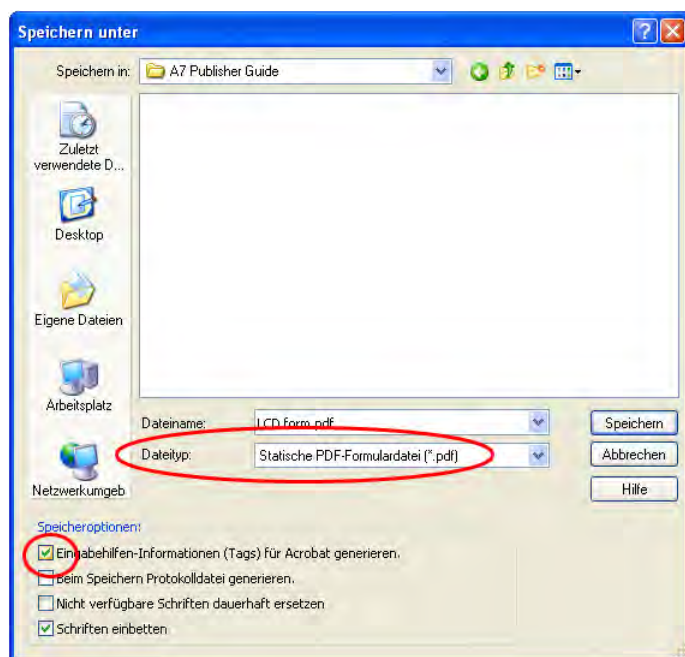 Speichern unter
Speichern in: A7 Publisher Guide
Zuletzt
verwendete D...
Desktop
Eigene Dateien
Arbeitsplatz
Netzwerkumgeb
Dateiname: LCD form.pdf Speichern
Dateityp: Statische PDF-Formulardatei (*.pdf) Abbrechen
Hilfe
Speicheroptionen:
Eingabehilfen-Informationen (Tags) für Acrobat generieren.
Beim Speichern Protokolldatei generieren.
Nicht verfügbare Schriften dauerhaft ersetzen
Schriften einbetten